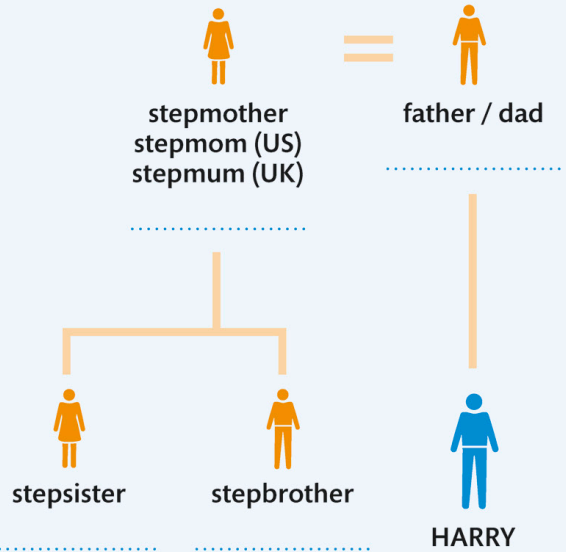 stepmother
stepmom (US)
stepmum (UK)
father / dad
stepsister
stepbrother
HARRY